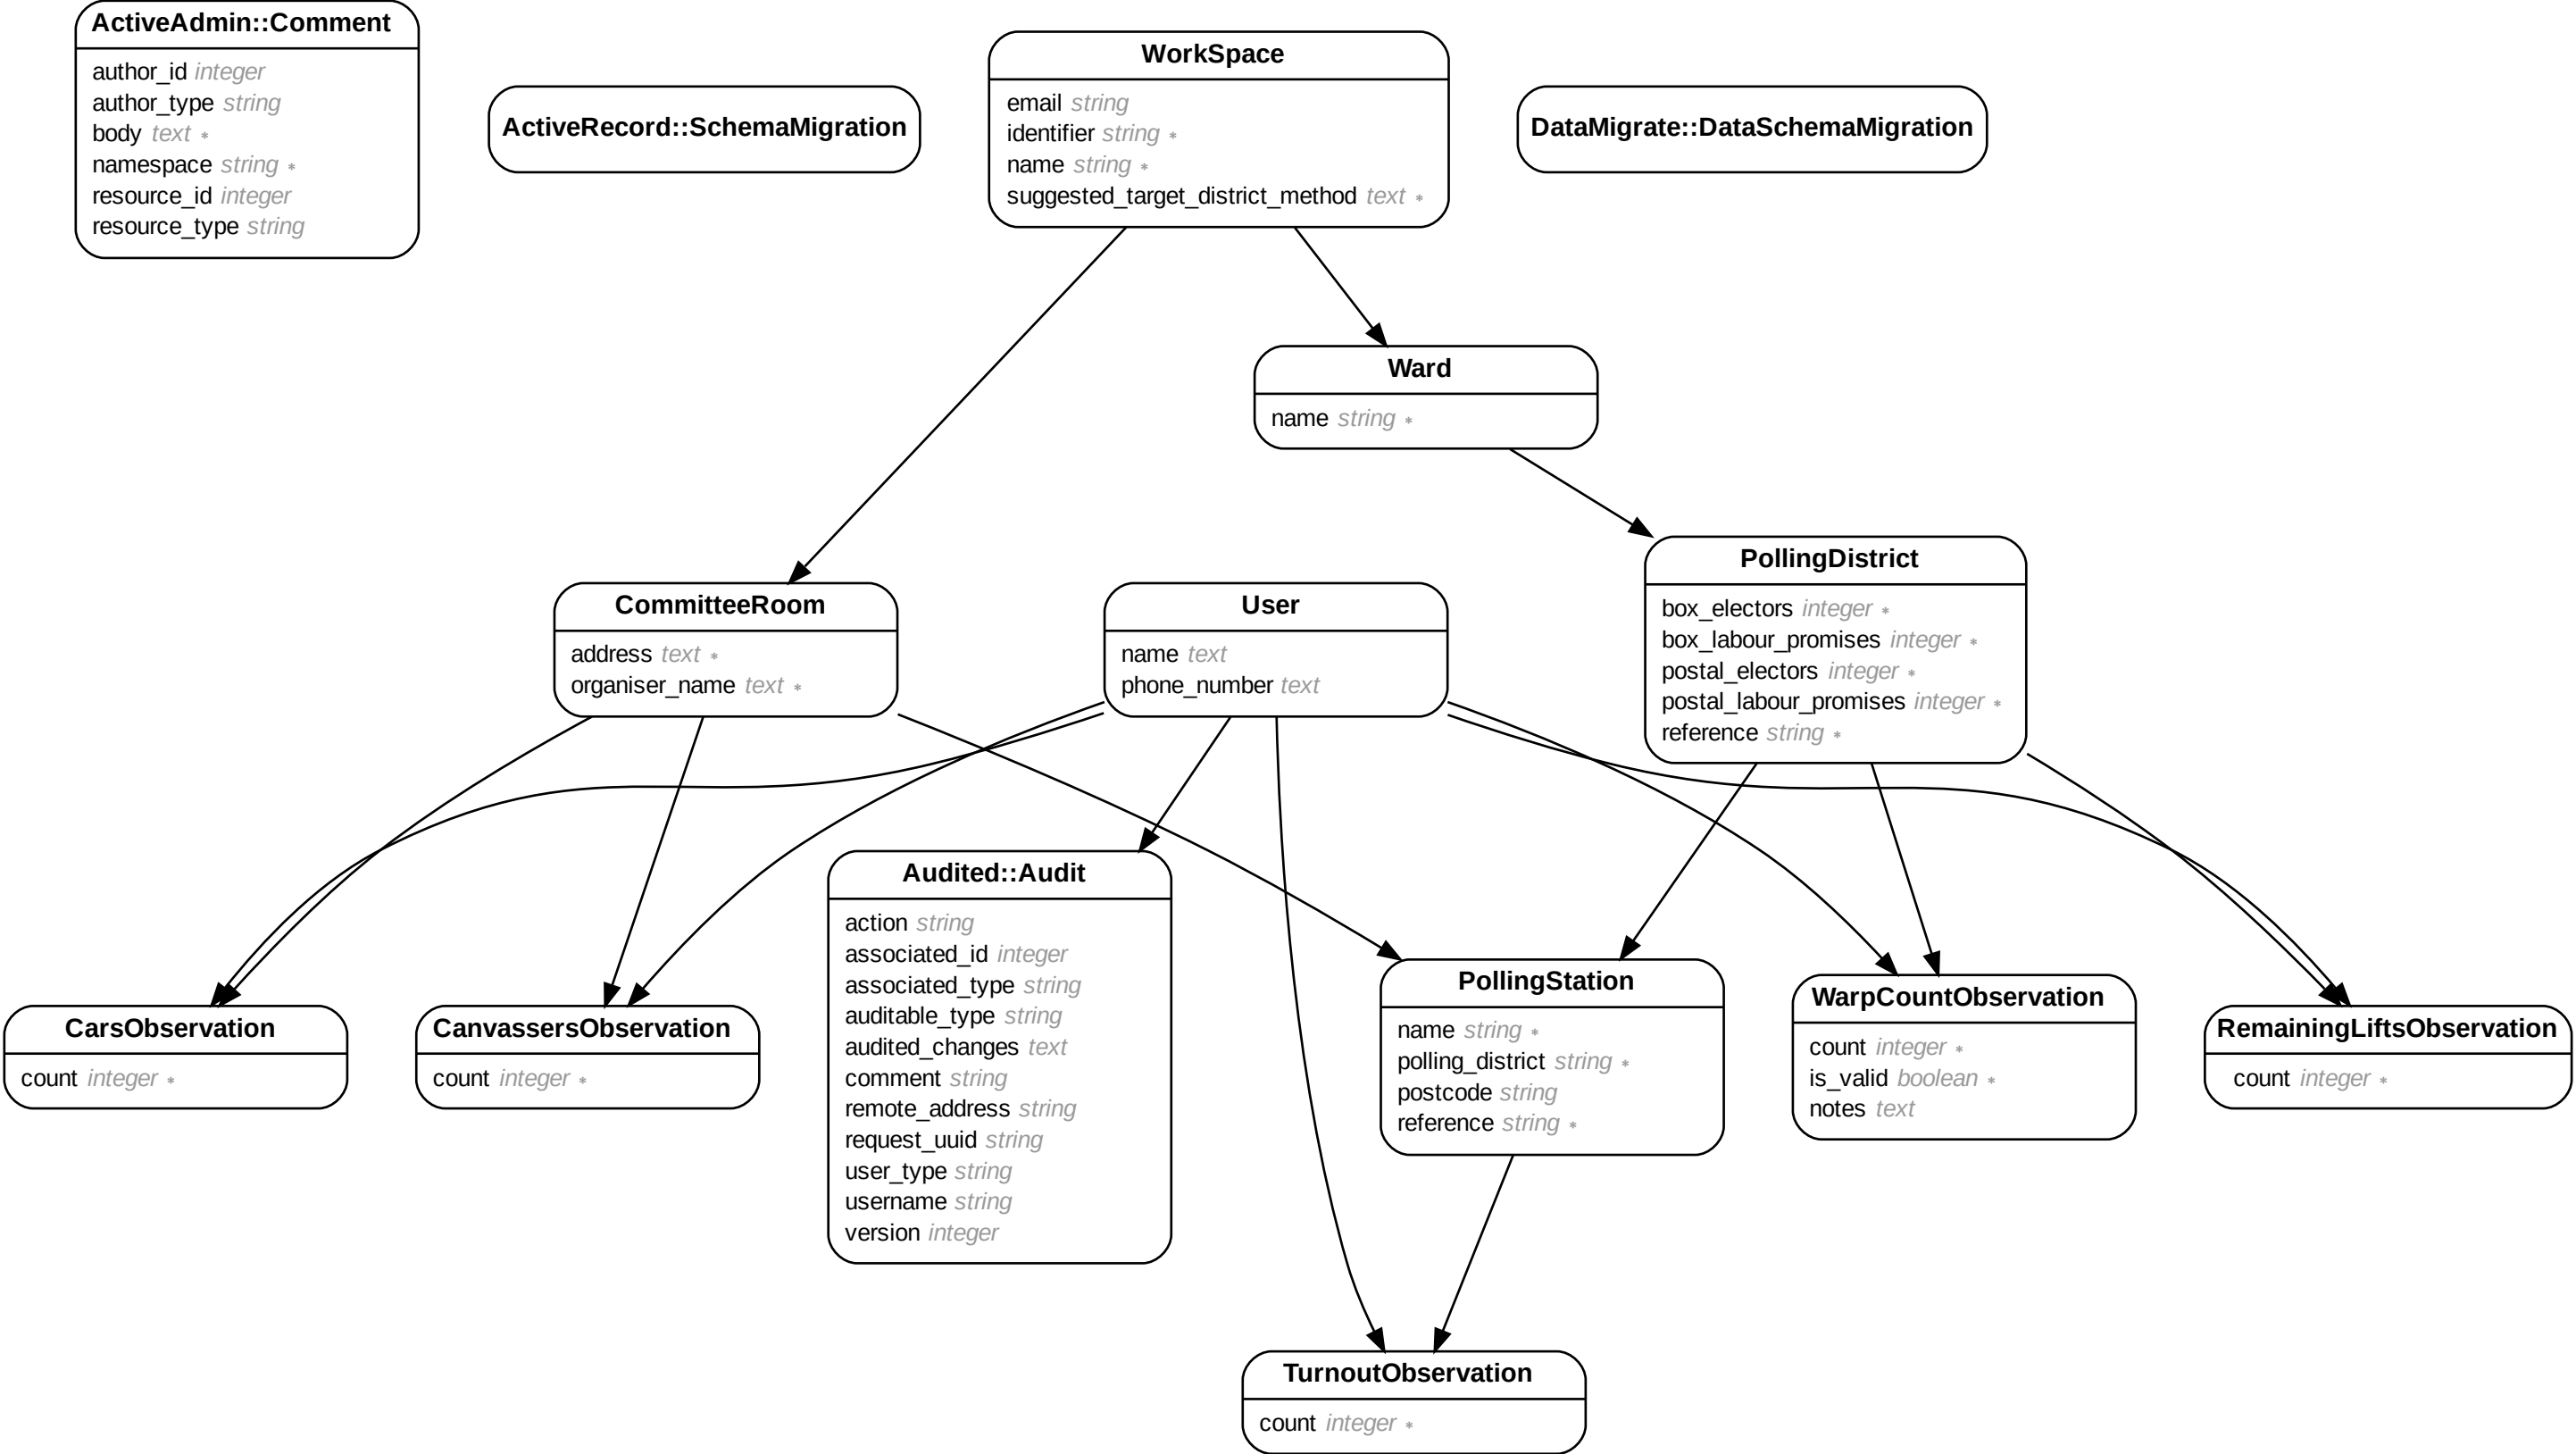 ActiveAdmin::Comment
author_id integer
author_type string
body text *
namespace string *
resource_id integer
resource_type string
ActiveRecord::SchemaMigration
WorkSpace
email string
identifier string *
name string *
suggested_target_district_method text *
DataMigrate::DataSchemaMigration
Ward
name string *
CommitteeRoom
address text *
organiser_name text *
User
name text
phone_number text
PollingDistrict
box_electors integer *
box_labour_promises integer *
postal_electors integer *
postal_labour_promises integer *
reference string *
CarsObservation
count integer *
CanvassersObservation
count integer *
Audited::Audit
action string
associated_id integer
associated_type string
auditable_type string
audited_changes text
comment string
remote_address string
request_uuid string
user_type string
username string
version integer
PollingStation
name string *
polling_district string *
postcode string
reference string *
WarpCountObservation
count integer *
is_valid boolean *
notes text
RemainingLiftsObservation
count integer *
TurnoutObservation
count integer *